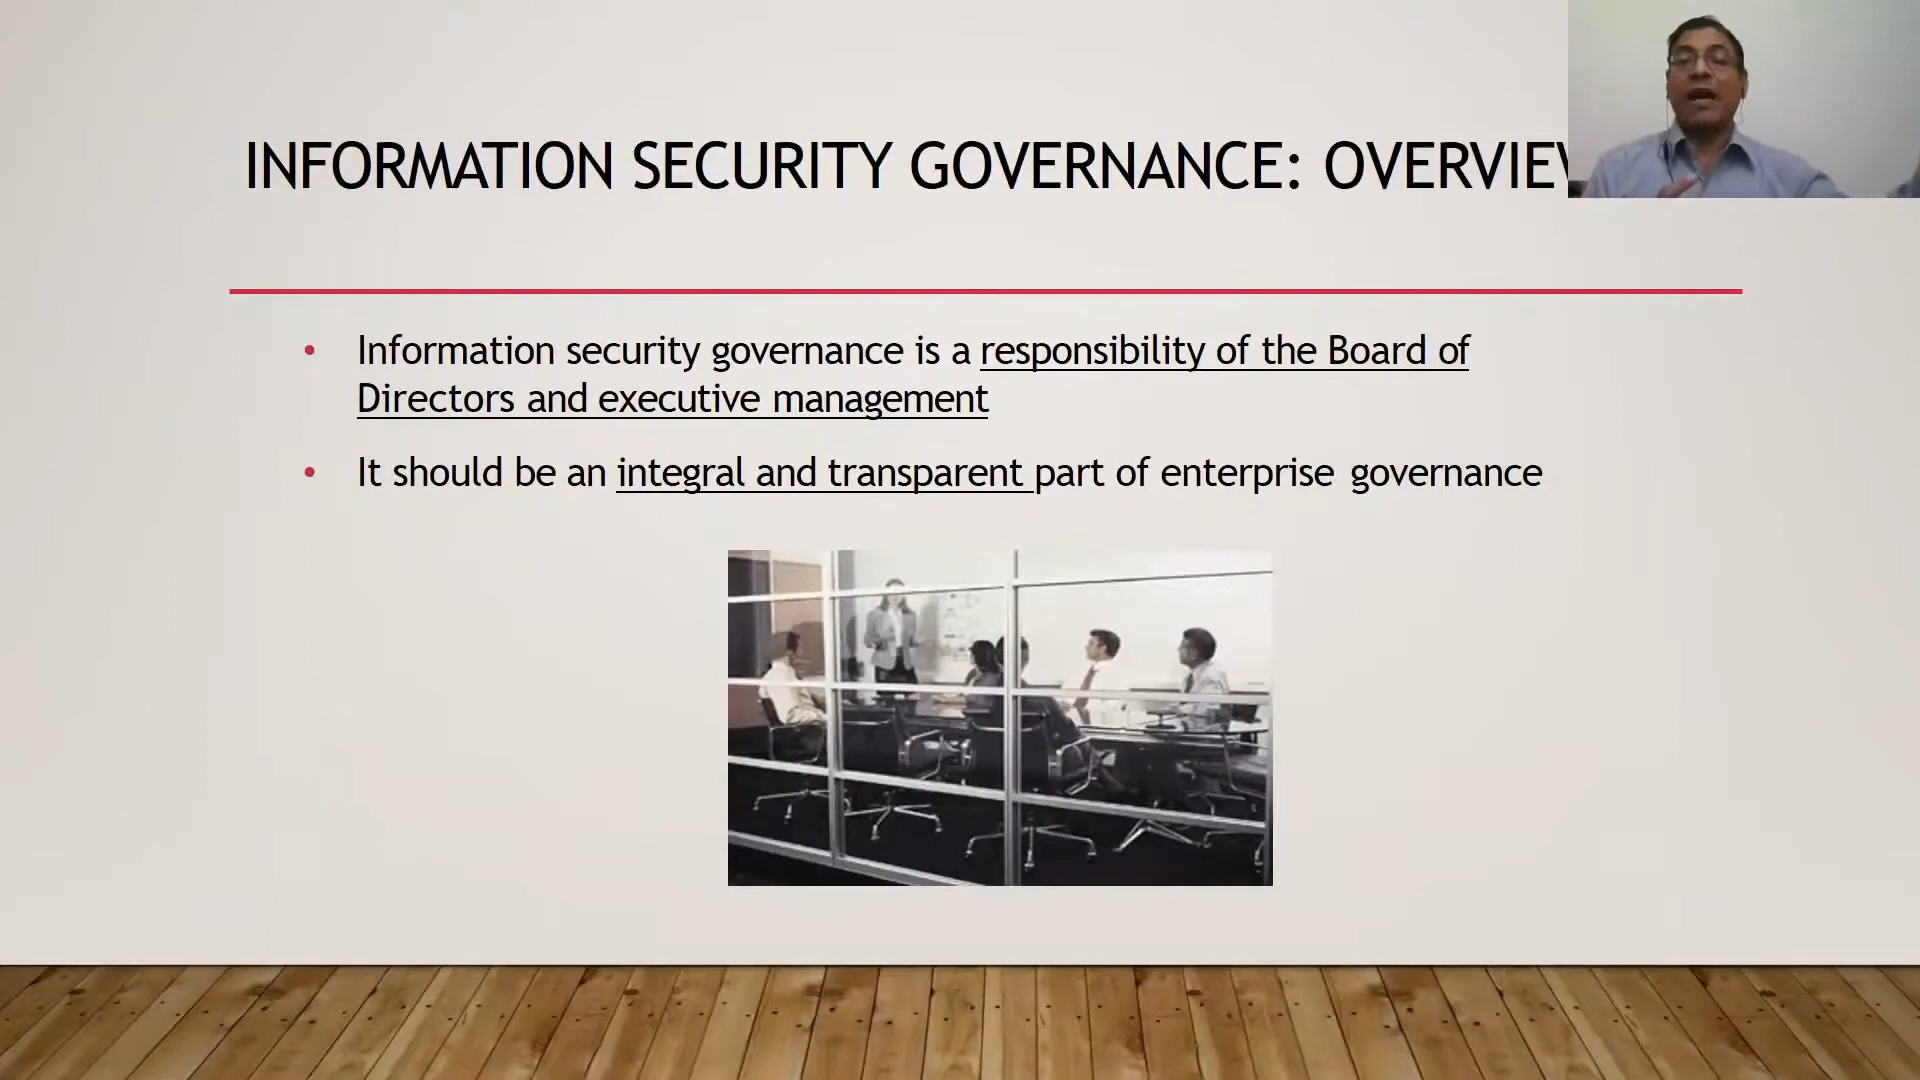 INFORMATION SECURITY GOVERNANCE: OVERVIEW
• Information security governance is a responsibility of the Board of
Directors and executive management
• It should be an integral and transparent part of enterprise governance